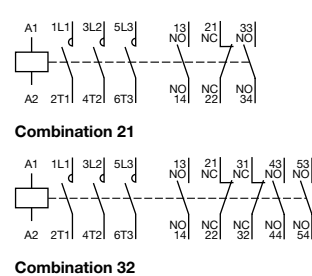 A1 1L1 3L2 5L3 13 21 33
NO NC NO
NO NC NO
A2 2T1 4T2 6T3 14 22 34
Combination 21
A1 1L1 3L2 5L3 13 21 31 43 53
NO NC NC NO NO
NO NC NC NO NO
A2 2T1 4T2 6T3 14 22 32 44 54
Combination 32